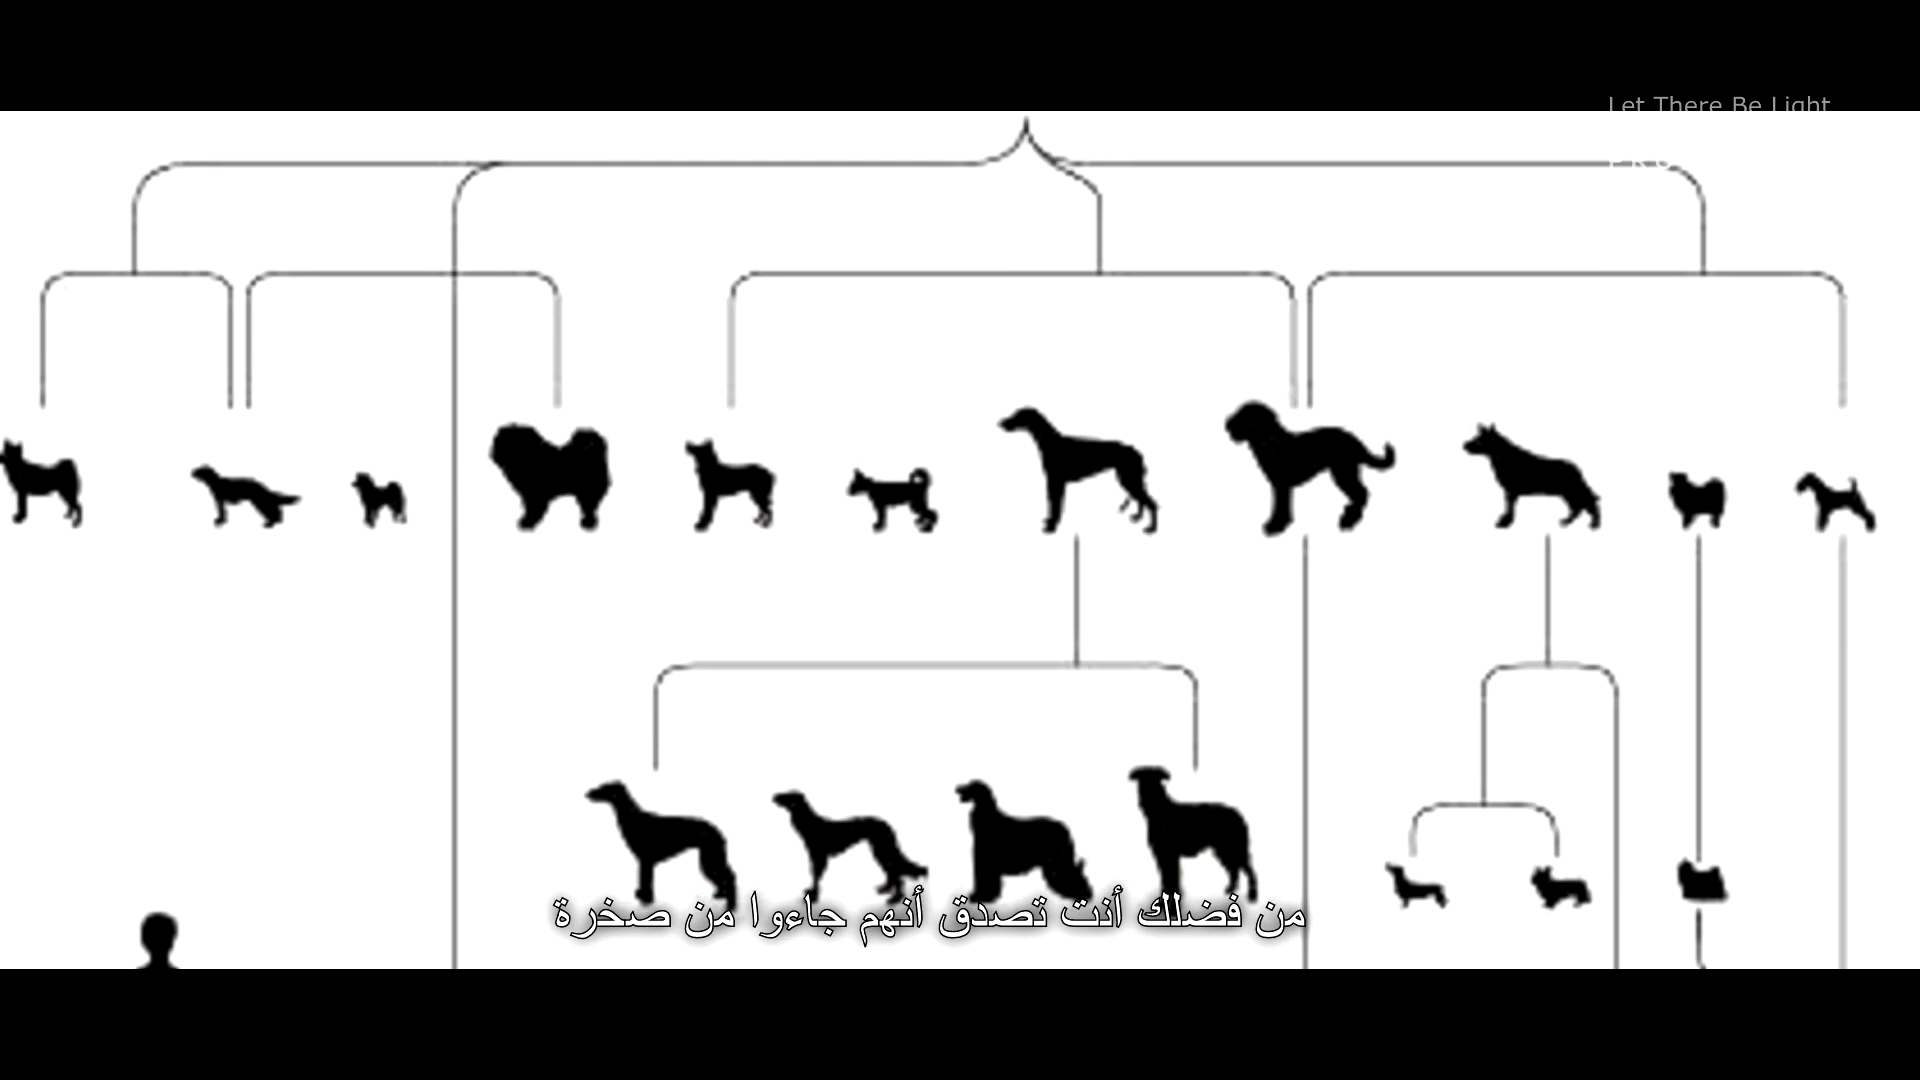 Let There Be Light
من فضلك أنت تصدق أنهم جاءوا من صخرة